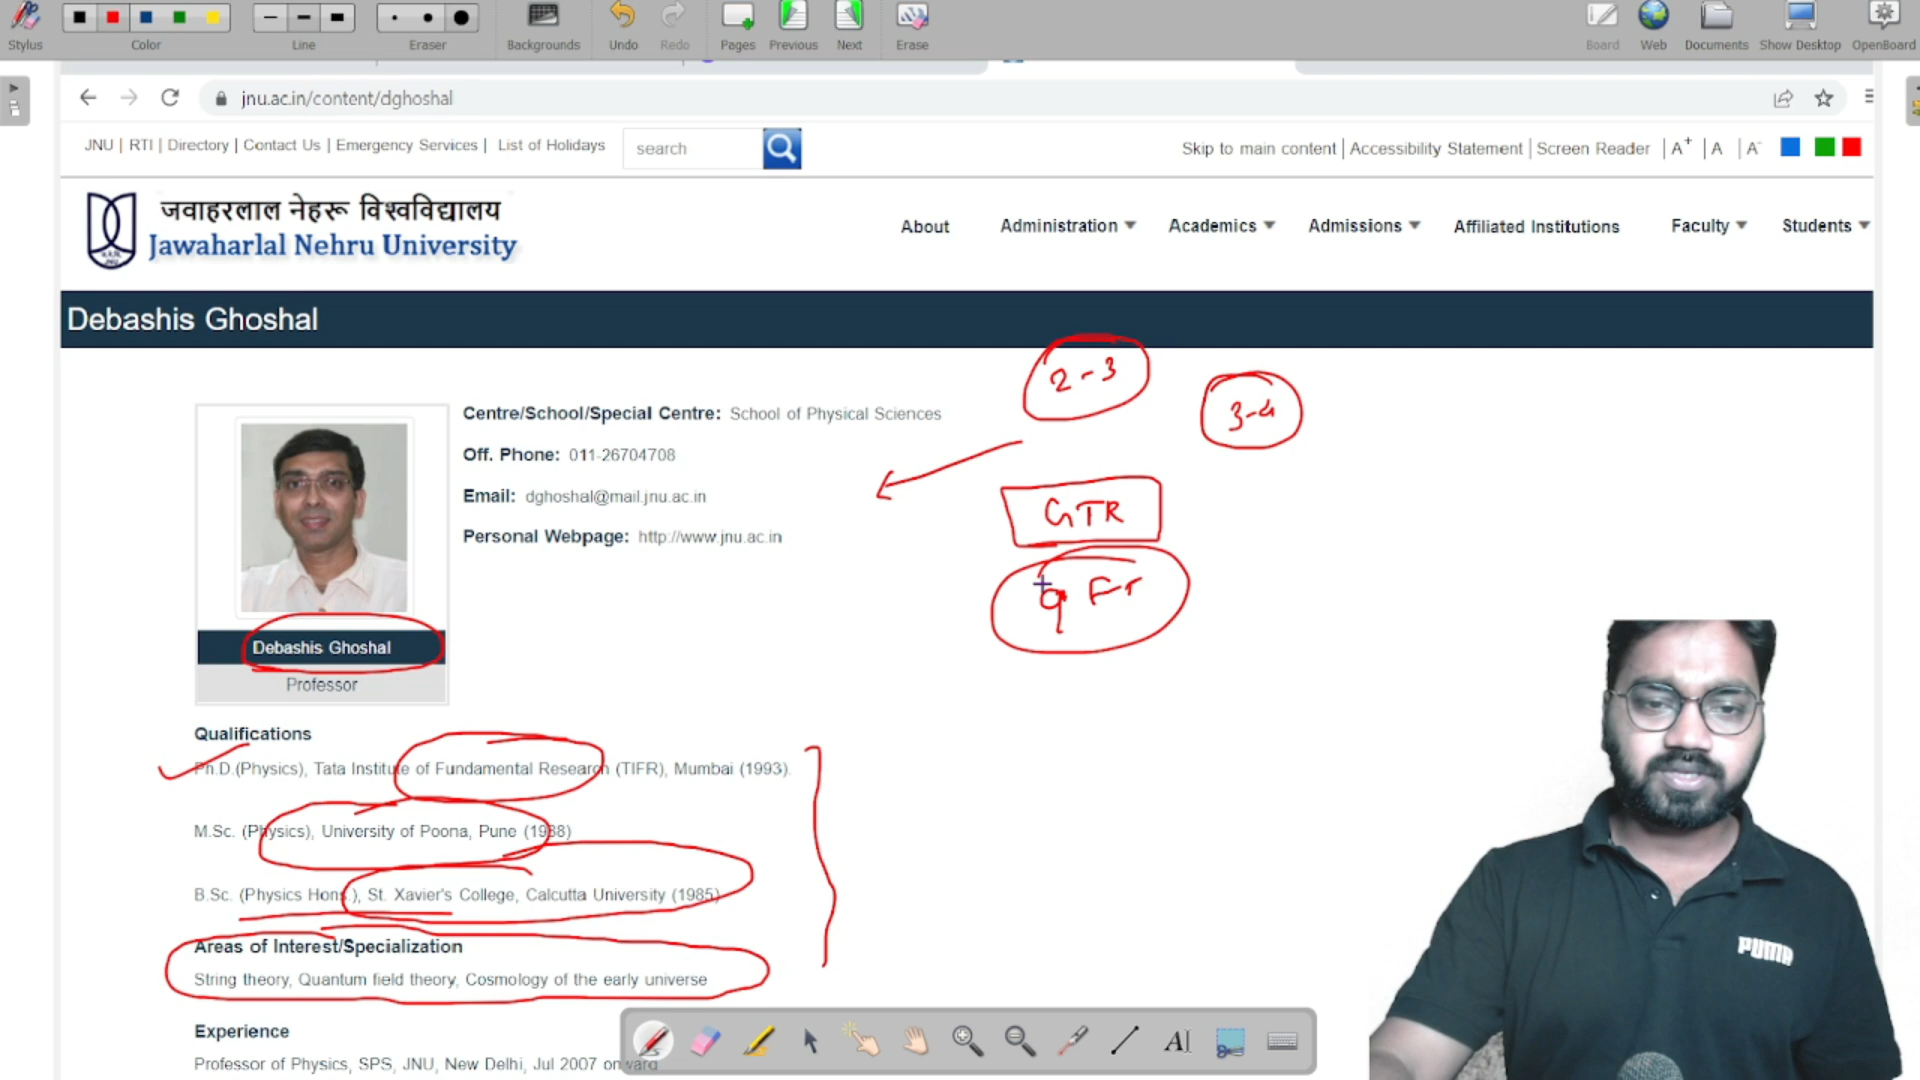 Stylus Color Line Eraser Backgrounds Undo Redo Pages Previous Next Erase Board Web Documents Show Desktop OpenBoard
jnu.ac.in/content/dghoshal
JNU | RTI | Directory | Contact Us | Emergency Services | List of Holidays
search
Skip to main content | Accessibility Statement | Screen Reader | A+ | A | A-
जवाहरलाल नेहरू विश्वविद्यालय
Jawaharlal Nehru University
About Administration Academics Admissions Affiliated Institutions Faculty Students
Debashis Ghoshal
2-3
3-4
Centre/School/Special Centre: School of Physical Sciences
Off. Phone: 011-26704708
Email: dghoshal@mail.jnu.ac.in
Personal Webpage: http://www.jnu.ac.in
GTR
QFT
Debashis Ghoshal
Professor
Qualifications
Ph.D.(Physics), Tata Institute of Fundamental Research (TIFR), Mumbai (1993).
M.Sc. (Physics), University of Poona, Pune (1988)
B.Sc. (Physics Hons.), St. Xavier's College, Calcutta University (1985)
Areas of Interest/Specialization
String theory, Quantum field theory, Cosmology of the early universe
Experience
Professor of Physics, SPS, JNU, New Delhi, Jul 2007 onward
PUMA
AI